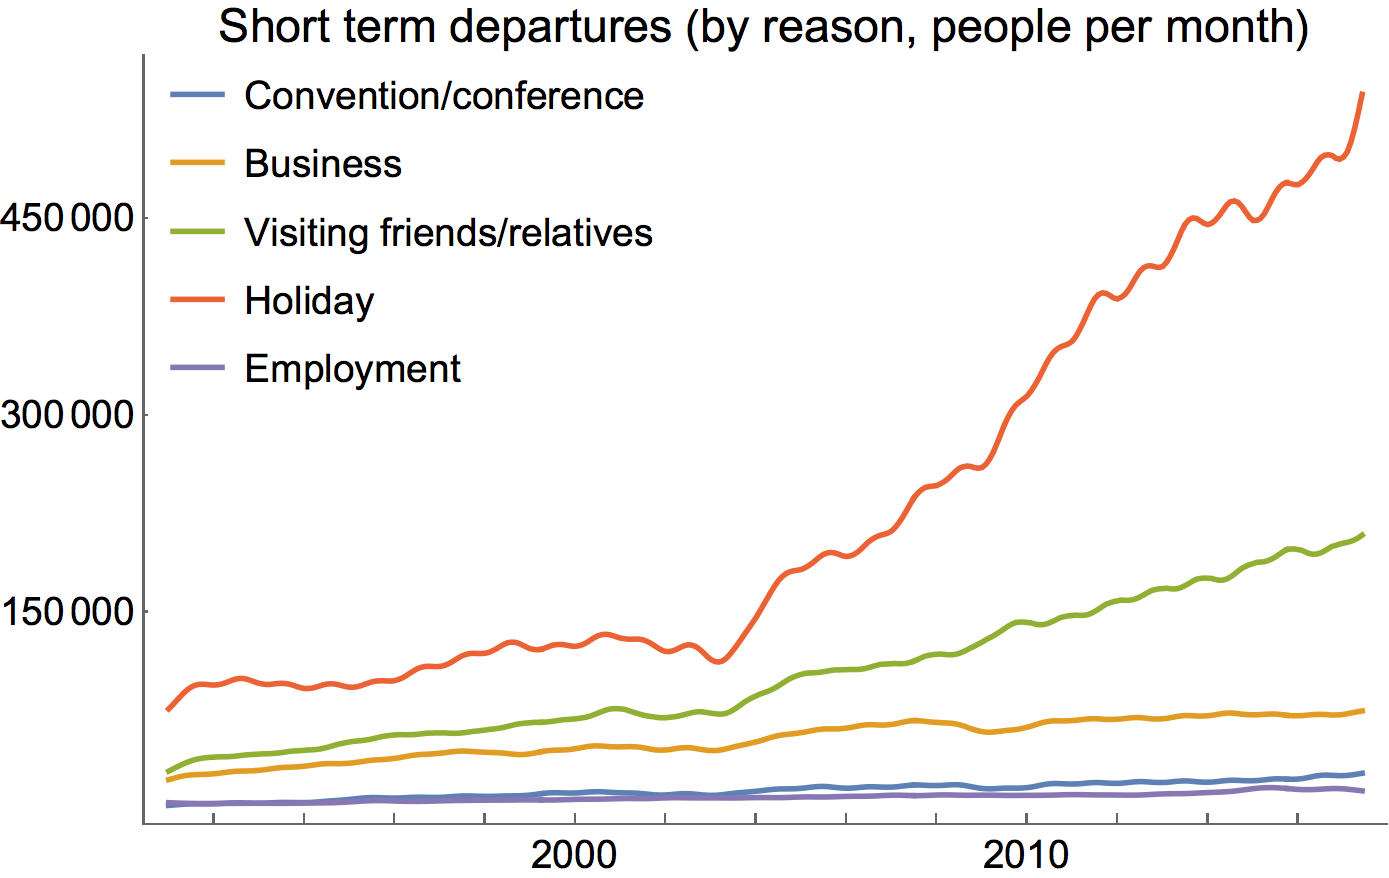 Short term departures (by reason, people per month)
Convention/conference
Business
Visiting friends/relatives
Holiday
Employment
450 000
300 000
150 000
2000 2010